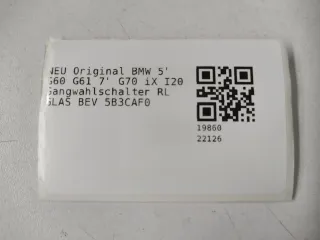 NEU Original BMW 5'
G60 G61 7' G70 iX I20
Gangwahlschalter RL
GLAS BEV 5B3CAF0
19860
22126